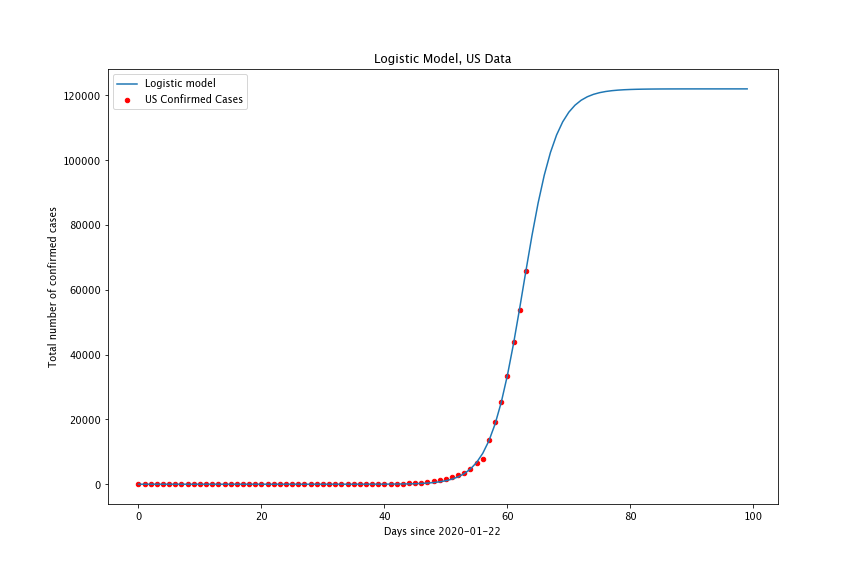 Logistic Model, US Data
Logistic model
US Confirmed Cases
Total number of confirmed cases
120000
100000
80000
60000
40000
20000
0
0 20 40 60 80 100
Days since 2020-01-22